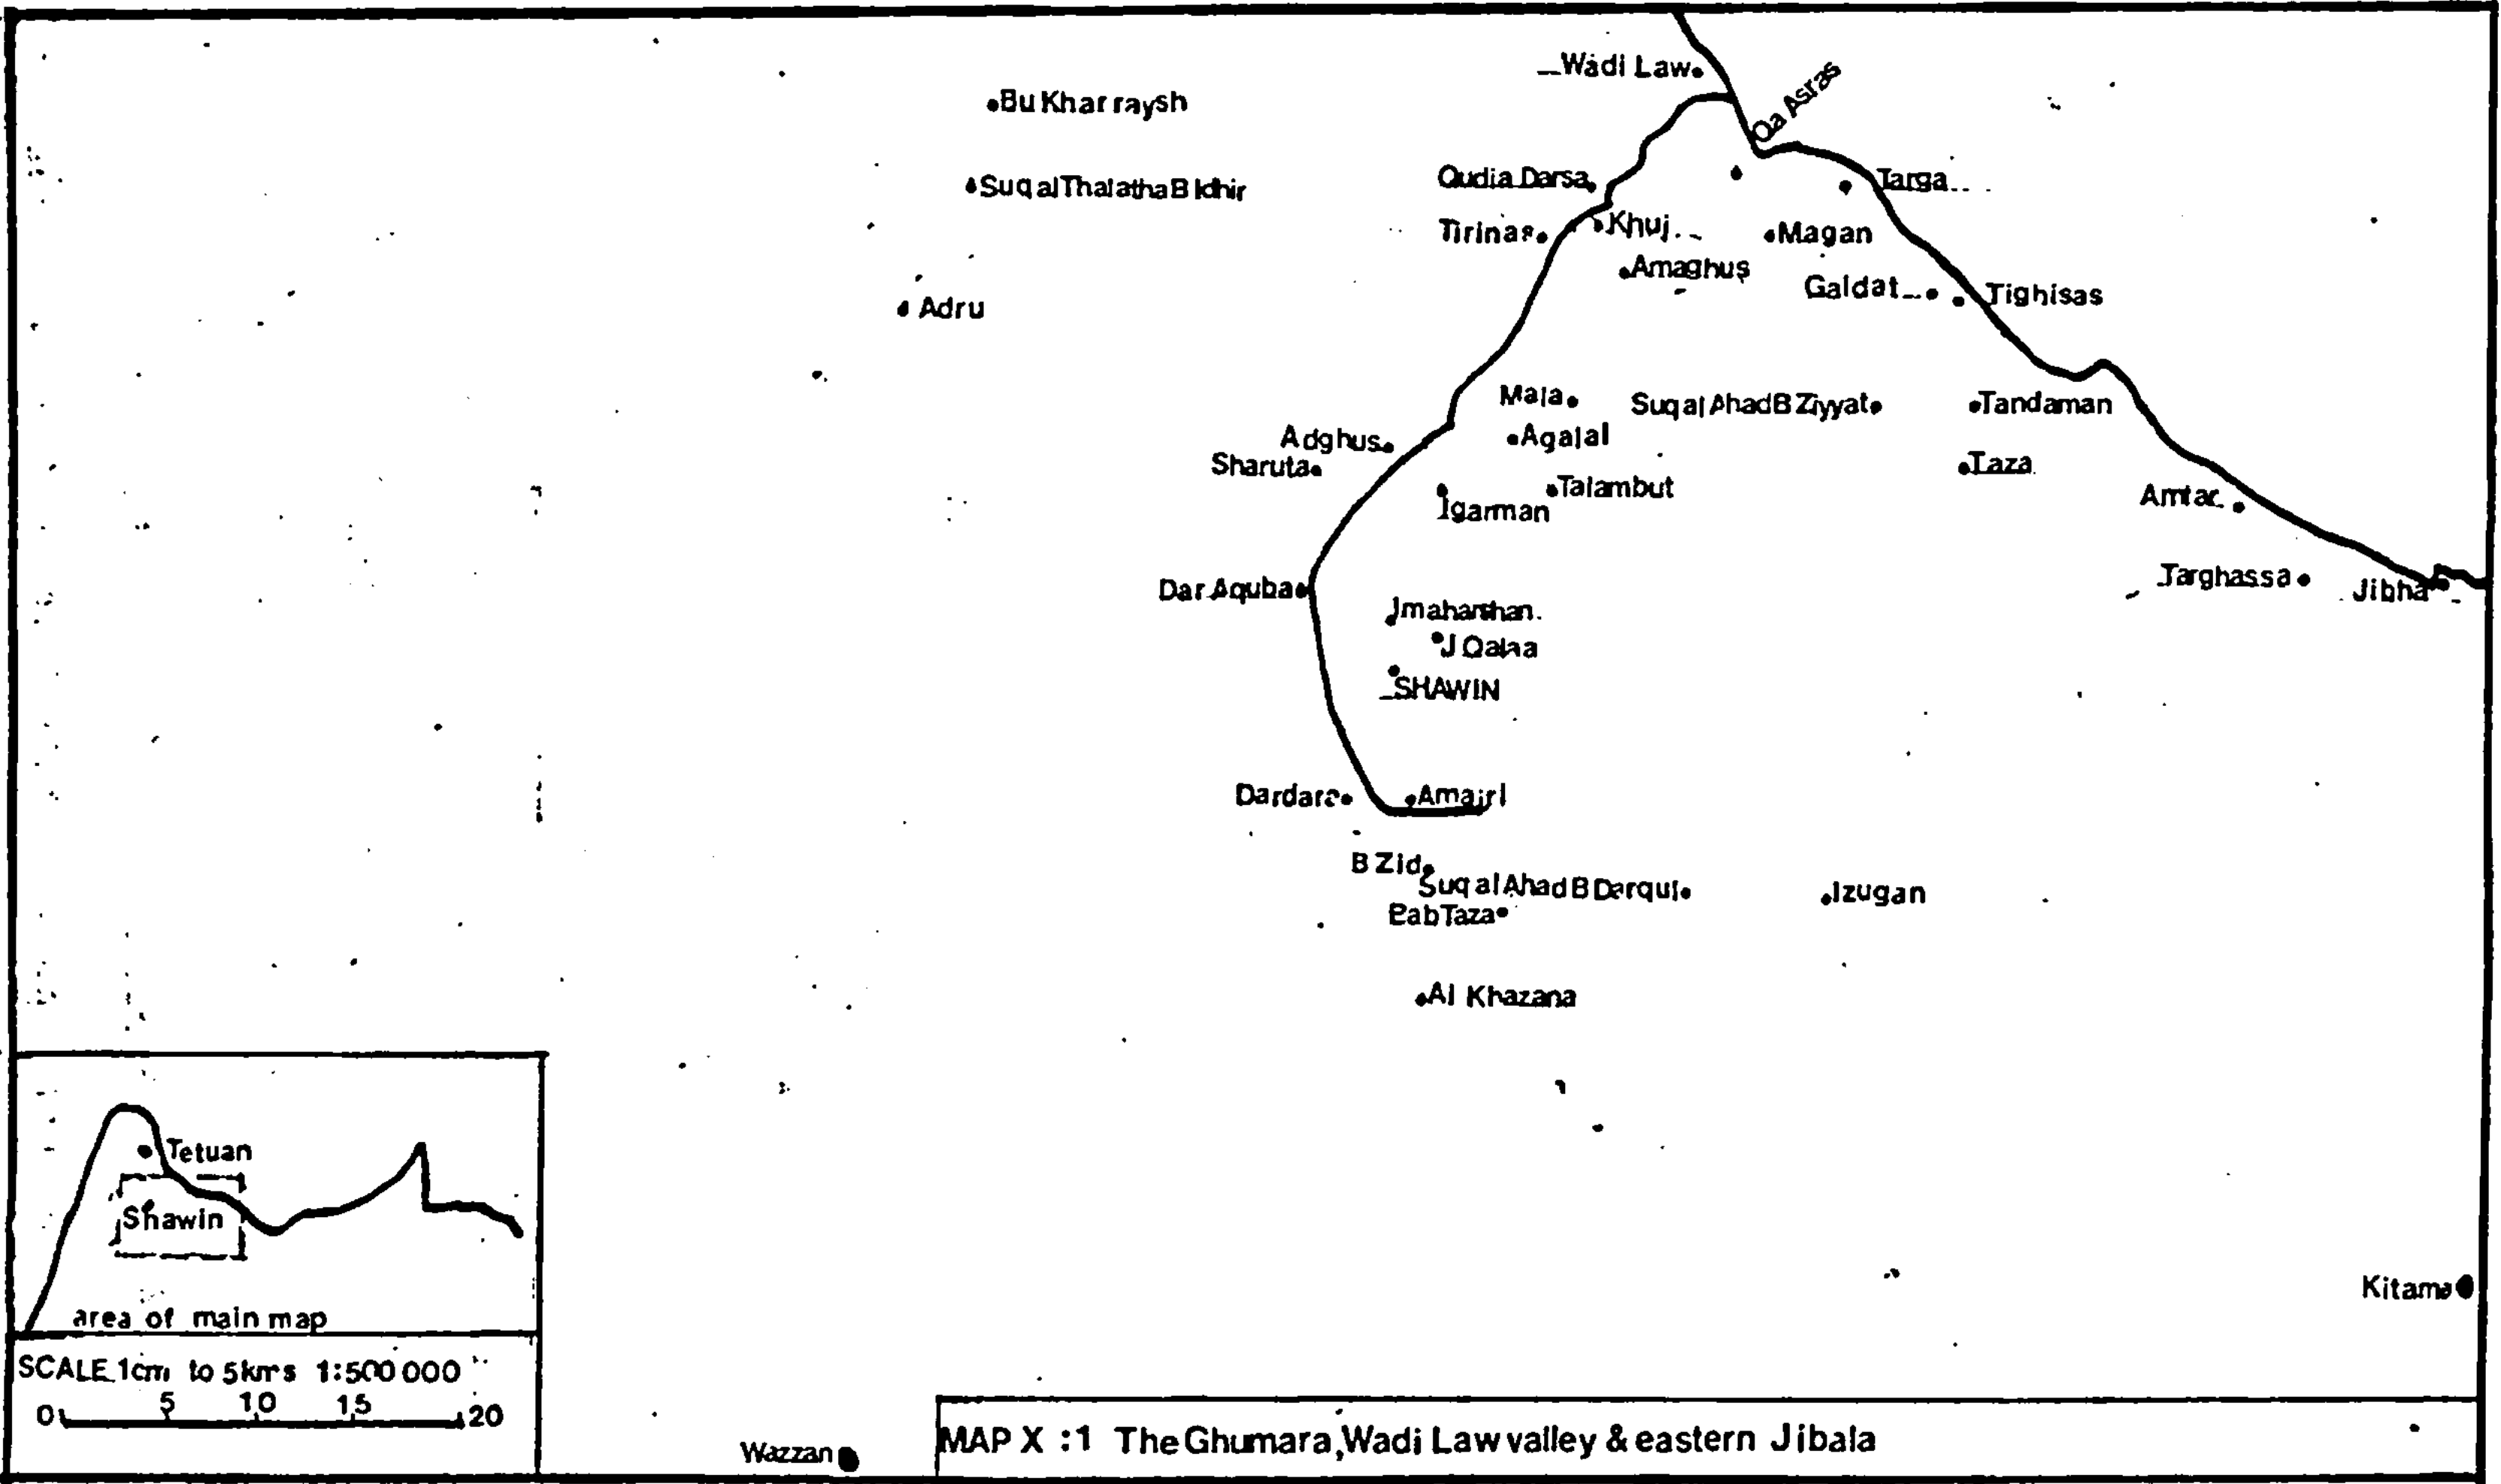 Wadi Law
Qa Asras
Bu Kharraysh
Suq al Thalatha B Idhir
Qudia Darsa
Targa
Tirinas
Khuj
Magan
Amaghus
Galdat
Tighisas
Adru
Mala
Suq al Ahad B Ziyyat
Tandaman
Adghus
Agalal
Sharuta
Taza
Talambut
Igarman
Amtar
Dar Aquba
Targhassa
Jibha
J Qalaa
SHAWIN
Dardara
Amajrl
B Zid
Suq al Ahad B Darqul
Izugan
Bab Taza
Al Khazana
Tetuan
Shawin
area of main map
Kitama
SCALE 1cm to 5kms 1:500 000
0 5 10 15 20
Wazzan
MAP X :1 The Ghumara, Wadi Law valley & eastern Jibala